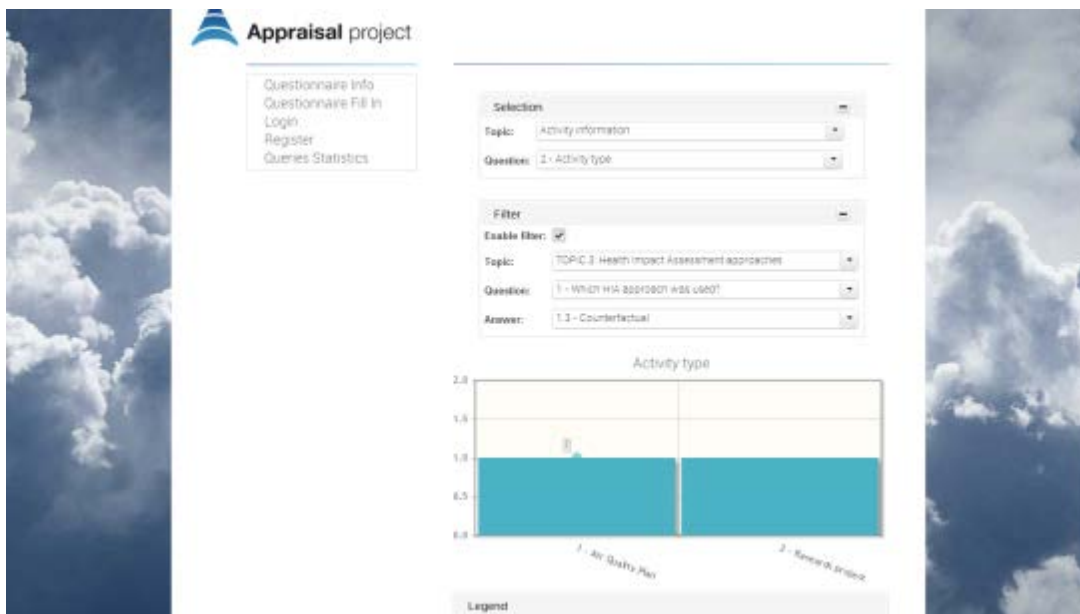 Appraisal project
Questionnaire Info
Questionnaire Fill In
Login
Register
Queries Statistics
Selection
Topic: Activity information
Question: 2 - Activity type
Filter
Enable filter:
Topic: TOPIC 3: Health Impact Assessment approaches
Question: 1 - Which HIA approach was used?
Answer: 1.3 - Counterfactual
Activity type
2.0
1.5
1.0
0.5
0.0
1 - Air Quality Plan
2 - Research project
Legend